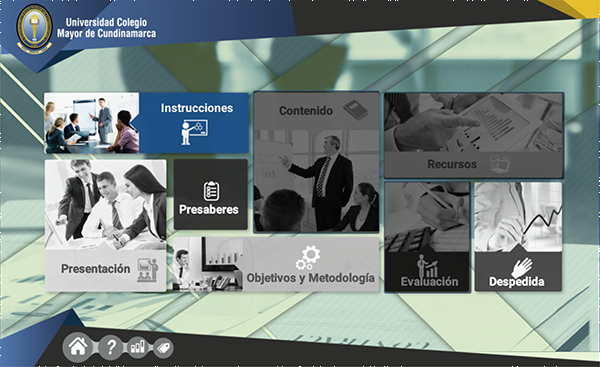 Universidad Colegio
Mayor de Cundinamarca
Instrucciones
Contenido
Recursos
Presaberes
Presentación
Objetivos y Metodología
Evaluación
Despedida
?